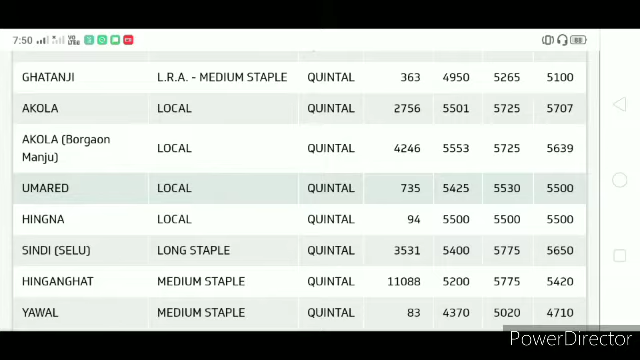 7:50 VO LTE
GHATANJI L.R.A. - MEDIUM STAPLE QUINTAL 363 4950 5265 5100
AKOLA LOCAL QUINTAL 2756 5501 5725 5707
AKOLA (Borgaon
Manju) LOCAL QUINTAL 4246 5553 5725 5639
UMARED LOCAL QUINTAL 735 5425 5530 5500
HINGNA LOCAL QUINTAL 94 5500 5500 5500
SINDI (SELU) LONG STAPLE QUINTAL 3531 5400 5775 5650
HINGANGHAT MEDIUM STAPLE QUINTAL 11088 5200 5775 5420
YAWAL MEDIUM STAPLE QUINTAL 83 4370 5020 4710
PowerDirector